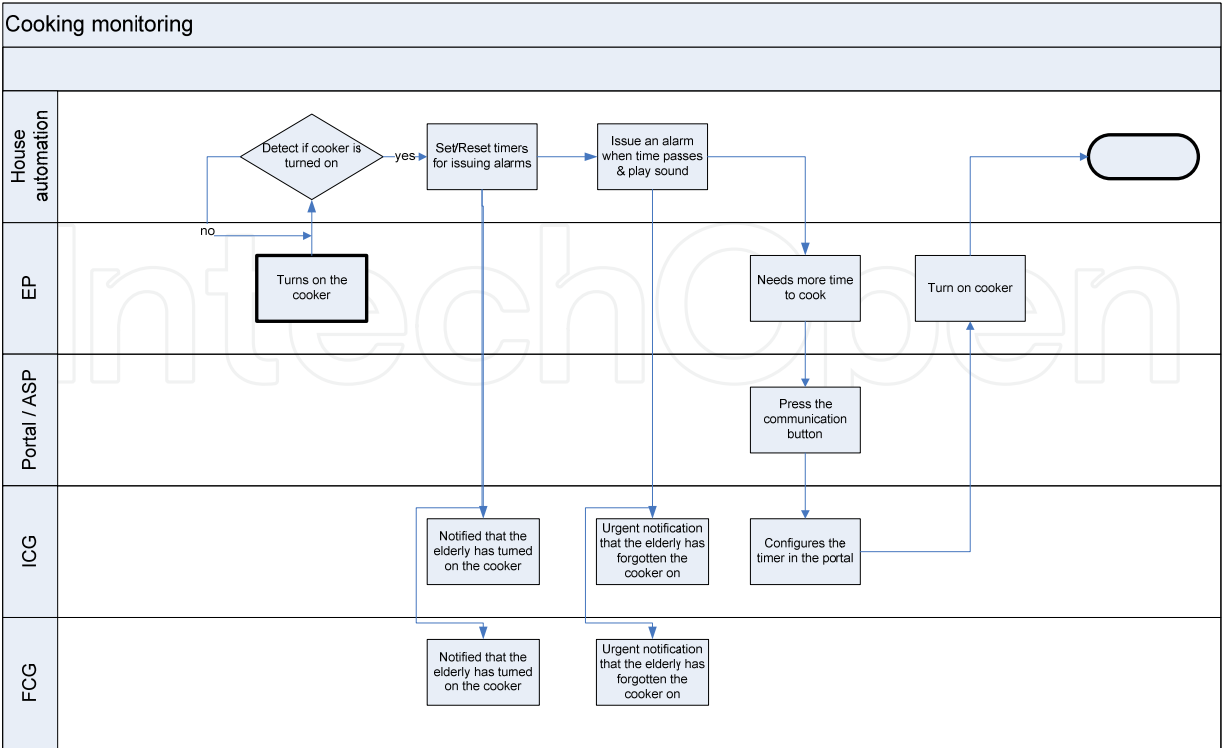 Cooking monitoring
House
automation
Detect if cooker is
turned on
yes
Set/Reset timers
for issuing alarms
Issue an alarm
when time passes
& play sound
no
EP
Turns on the
cooker
Needs more time
to cook
Turn on cooker
IntechOpen
Portal / ASP
Press the
communication
button
ICG
Notified that the
elderly has turned
on the cooker
Urgent notification
that the elderly has
forgotten the
cooker on
Configures the
timer in the portal
FCG
Notified that the
elderly has turned
on the cooker
Urgent notification
that the elderly has
forgotten the
cooker on